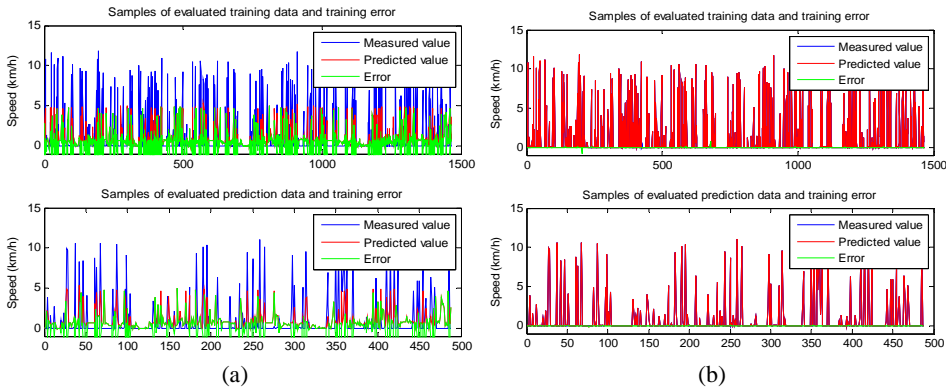 Samples of evaluated training data and training error
15
10
5
0
Speed (km/h)
Measured value
Predicted value
Error
0 500 1000 1500
Samples of evaluated prediction data and training error
15
10
5
0
Speed (km/h)
Measured value
Predicted value
Error
0 50 100 150 200 250 300 350 400 450 500
(a)
Samples of evaluated training data and training error
15
10
5
0
Speed (km/h)
Measured value
Predicted value
Error
0 500 1000 1500
Samples of evaluated prediction data and training error
15
10
5
0
Speed (km/h)
Measured value
Predicted value
Error
0 50 100 150 200 250 300 350 400 450 500
(b)